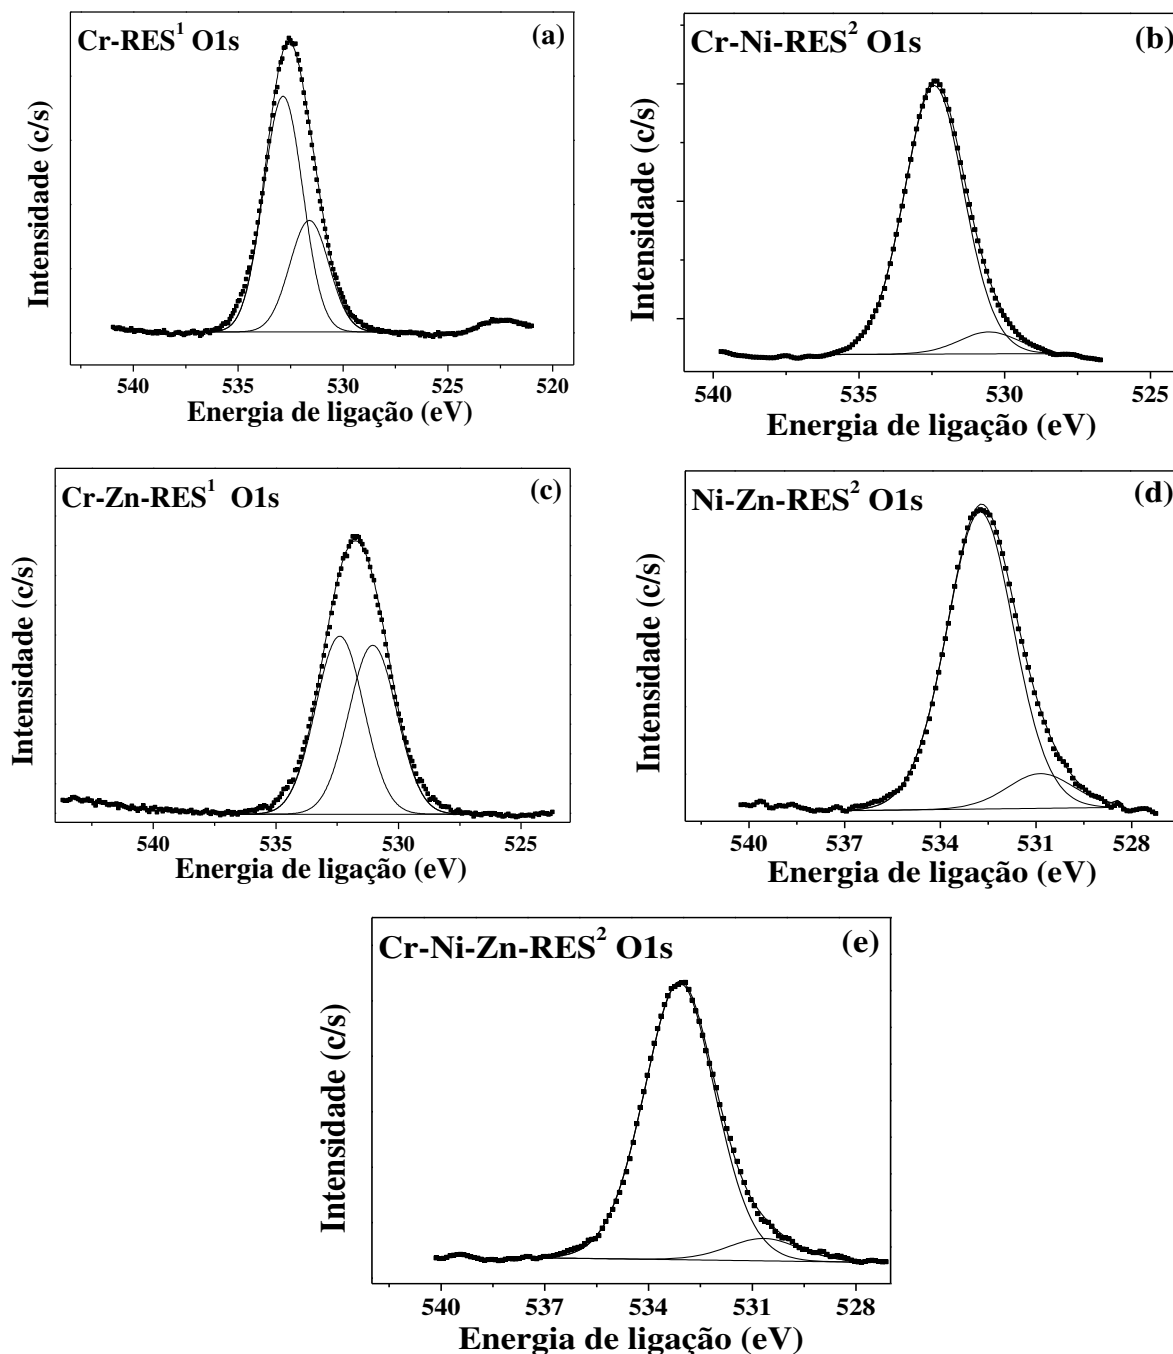 Cr-RES¹ O1s (a)
Intensidade (c/s)
540 535 530 525 520
Energia de ligação (eV)
Cr-Ni-RES² O1s (b)
Intensidade (c/s)
540 535 530 525
Energia de ligação (eV)
Cr-Zn-RES¹ O1s (c)
Intensidade (c/s)
540 535 530 525
Energia de ligação (eV)
Ni-Zn-RES² O1s (d)
Intensidade (c/s)
540 537 534 531 528
Energia de ligação (eV)
Cr-Ni-Zn-RES² O1s (e)
Intensidade (c/s)
540 537 534 531 528
Energia de ligação (eV)